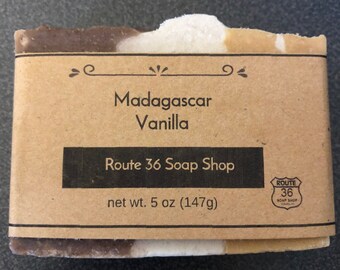 Madagascar
Vanilla
Route 36 Soap Shop
net wt. 5 oz (147g)
ROUTE
36
SOAP SHOP